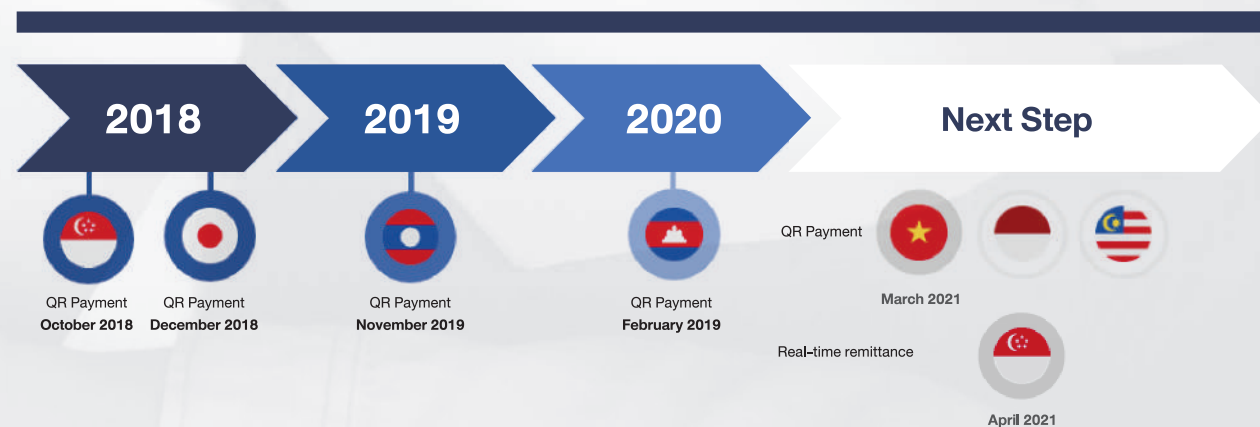 2018
2019
2020
Next Step
QR Payment
October 2018
QR Payment
December 2018
QR Payment
November 2019
QR Payment
February 2019
QR Payment
March 2021
Real-time remittance
April 2021